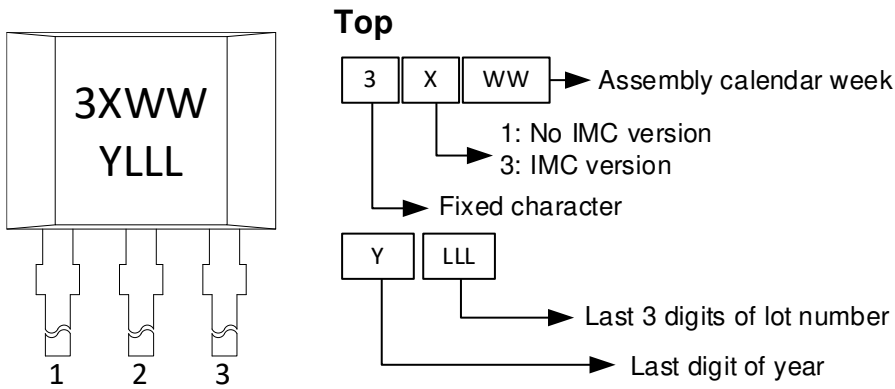 3XWW
YLLL
1 2 3
Top
3 X WW Assembly calendar week
1: No IMC version
3: IMC version
Fixed character
Y LLL
Last 3 digits of lot number
Last digit of year